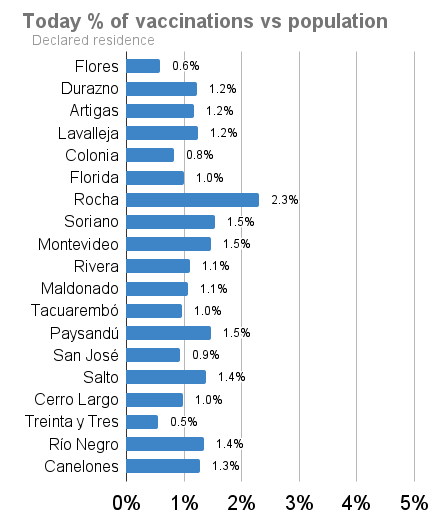 Today % of vaccinations vs population
Declared residence
Flores 0.6%
Durazno 1.2%
Artigas 1.2%
Lavalleja 1.2%
Colonia 0.8%
Florida 1.0%
Rocha 2.3%
Soriano 1.5%
Montevideo 1.5%
Rivera 1.1%
Maldonado 1.1%
Tacuarembó 1.0%
Paysandú 1.5%
San José 0.9%
Salto 1.4%
Cerro Largo 1.0%
Treinta y Tres 0.5%
Río Negro 1.4%
Canelones 1.3%
0% 1% 2% 3% 4% 5%